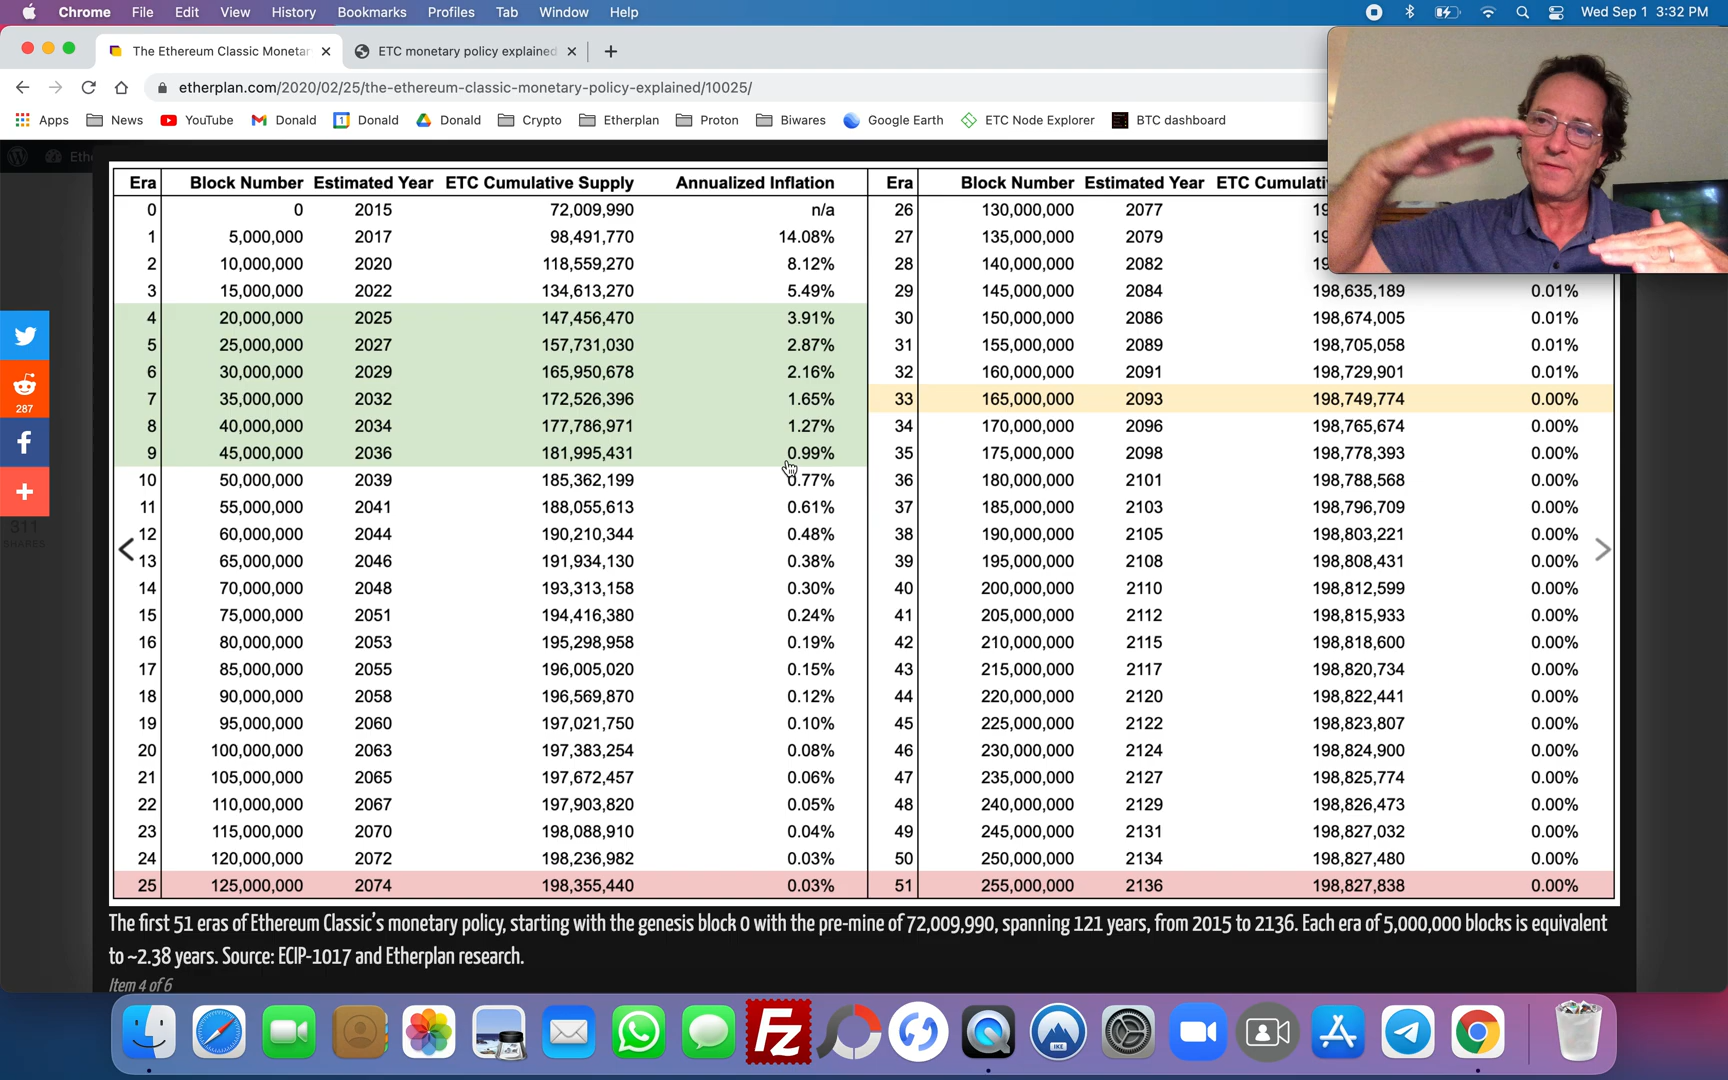 Chrome File Edit View History Bookmarks Profiles Tab Window Help Wed Sep 1 3:32 PM
The Ethereum Classic Moneta ETC monetary policy explained
etherplan.com/2020/02/25/the-ethereum-classic-monetary-policy-explained/10025/
Apps News YouTube Donald Donald Donald Crypto Etherplan Proton Biwares Google Earth ETC Node Explorer BTC dashboard
Era Block Number Estimated Year ETC Cumulative Supply Annualized Inflation Era Block Number Estimated Year ETC
0 0 2015 72,009,990 n/a 26 130,000,000 2077
1 5,000,000 2017 98,491,770 14.08% 27 135,000,000 2079
2 10,000,000 2020 118,559,270 8.12% 28 140,000,000 2082
3 15,000,000 2022 134,613,270 5.49% 29 145,000,000 2084 198,635,189 0.01%
4 20,000,000 2025 147,456,470 3.91% 30 150,000,000 2086 198,674,005 0.01%
5 25,000,000 2027 157,731,030 2.87% 31 155,000,000 2089 198,705,058 0.01%
6 30,000,000 2029 165,950,678 2.16% 32 160,000,000 2091 198,729,901 0.01%
7 35,000,000 2032 172,526,396 1.65% 33 165,000,000 2093 198,749,774 0.00%
8 40,000,000 2034 177,786,971 1.27% 34 170,000,000 2096 198,765,674 0.00%
9 45,000,000 2036 181,995,431 0.99% 35 175,000,000 2098 198,778,393 0.00%
10 50,000,000 2039 185,362,199 0.77% 36 180,000,000 2101 198,788,568 0.00%
11 55,000,000 2041 188,055,613 0.61% 37 185,000,000 2103 198,796,709 0.00%
12 60,000,000 2044 190,210,344 0.48% 38 190,000,000 2105 198,803,221 0.00%
13 65,000,000 2046 191,934,130 0.38% 39 195,000,000 2108 198,808,431 0.00%
14 70,000,000 2048 193,313,158 0.30% 40 200,000,000 2110 198,812,599 0.00%
15 75,000,000 2051 194,416,380 0.24% 41 205,000,000 2112 198,815,933 0.00%
16 80,000,000 2053 195,298,958 0.19% 42 210,000,000 2115 198,818,600 0.00%
17 85,000,000 2055 196,005,020 0.15% 43 215,000,000 2117 198,820,734 0.00%
18 90,000,000 2058 196,569,870 0.12% 44 220,000,000 2120 198,822,441 0.00%
19 95,000,000 2060 197,021,750 0.10% 45 225,000,000 2122 198,823,807 0.00%
20 100,000,000 2063 197,383,254 0.08% 46 230,000,000 2124 198,824,900 0.00%
21 105,000,000 2065 197,672,457 0.06% 47 235,000,000 2127 198,825,774 0.00%
22 110,000,000 2067 197,903,820 0.05% 48 240,000,000 2129 198,826,473 0.00%
23 115,000,000 2070 198,088,910 0.04% 49 245,000,000 2131 198,827,032 0.00%
24 120,000,000 2072 198,236,982 0.03% 50 250,000,000 2134 198,827,480 0.00%
25 125,000,000 2074 198,355,440 0.03% 51 255,000,000 2136 198,827,838 0.00%
287
311
SHARES
The first 51 eras of Ethereum Classic's monetary policy, starting with the genesis block 0 with the pre-mine of 72,009,990, spanning 121 years, from 2015 to 2136. Each era of 5,000,000 blocks is equivalent
to ~2.38 years. Source: ECIP-1017 and Etherplan research.
Item 4 of 6
Fz
IKE